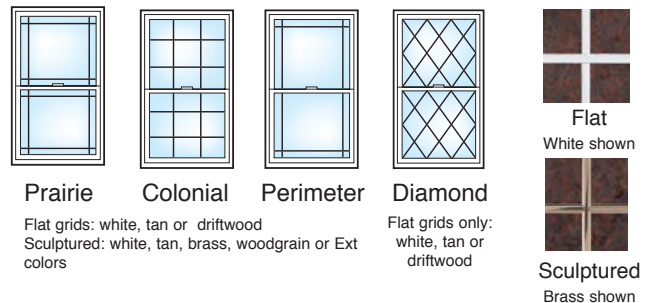 Prairie
Colonial
Perimeter
Diamond
Flat grids: white, tan or driftwood
Sculptured: white, tan, brass, woodgrain or Ext
colors
Flat grids only:
white, tan or
driftwood
Flat
White shown
Sculptured
Brass shown